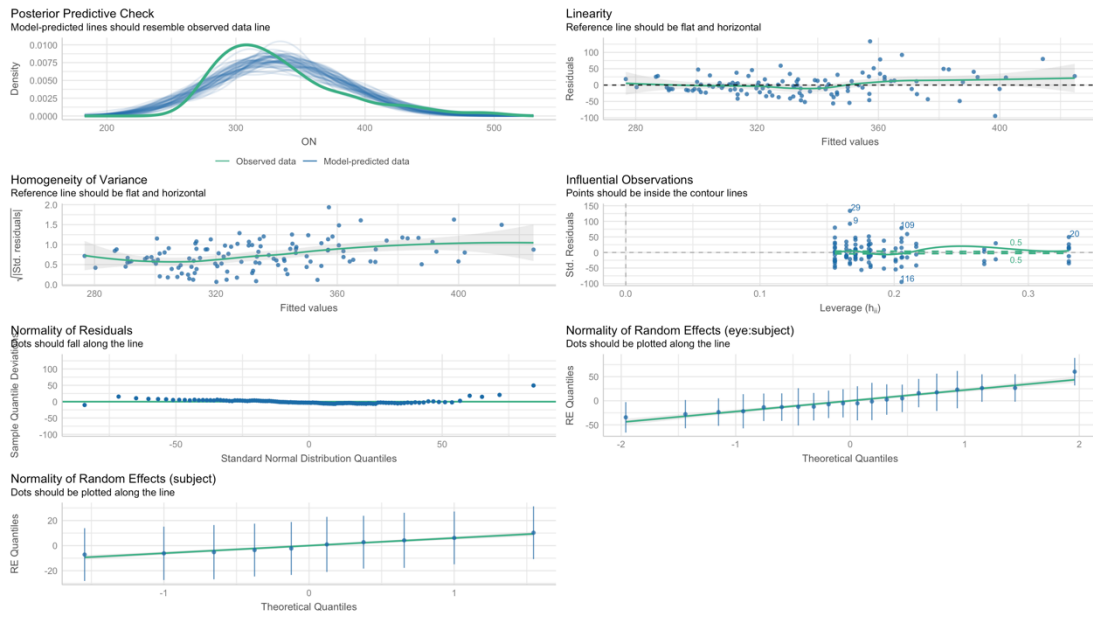 Posterior Predictive Check
Model-predicted lines should resemble observed data line
0.0100
0.0075
0.0050
0.0025
0.0000
Density
200
300
400
500
ON
Observed data
Model-predicted data
Linearity
Reference line should be flat and horizontal
100
50
0
-50
-100
Residuals
280
320
360
400
Fitted values
Homogeneity of Variance
Reference line should be flat and horizontal
2.0
1.5
1.0
0.5
0.0
√|Std. residuals|
280
320
360
400
Fitted values
Influential Observations
Points should be inside the contour lines
150
100
50
0
-50
-100
Std. Residuals
29
9
109
20
116
0.5
0.5
0.0
0.1
0.2
0.3
Leverage (hii)
Normality of Residuals
Dots should fall along the line
100
50
0
-50
-100
Sample Quantile Deviations
-50
0
50
Standard Normal Distribution Quantiles
Normality of Random Effects (eye:subject)
Dots should be plotted along the line
50
0
-50
RE Quantiles
-2
-1
0
1
2
Theoretical Quantiles
Normality of Random Effects (subject)
Dots should be plotted along the line
20
0
-20
RE Quantiles
-1
0
1
Theoretical Quantiles